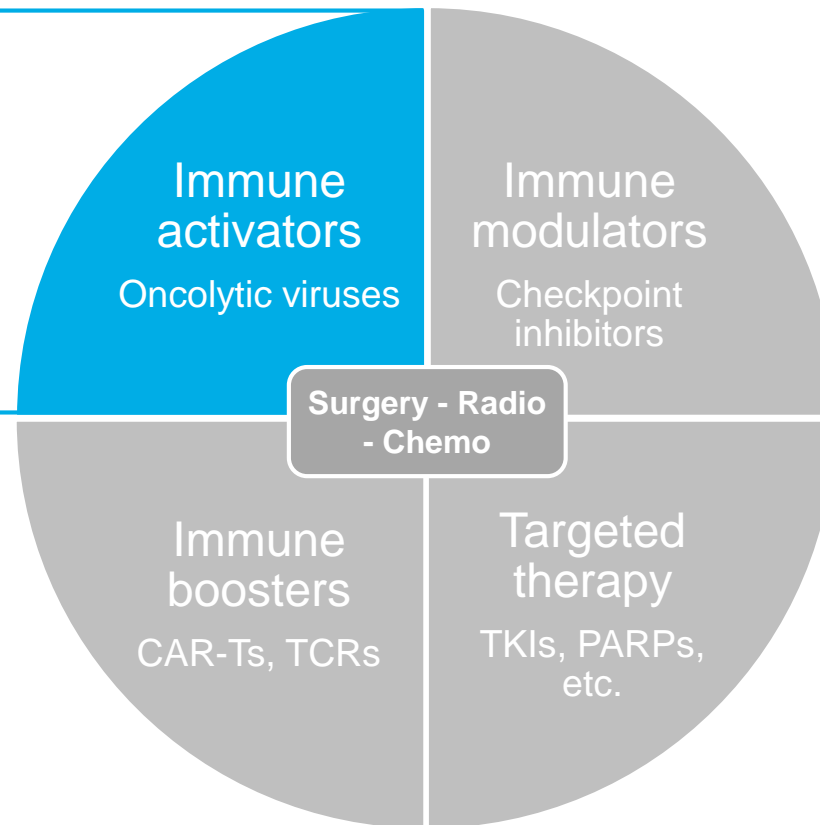 Immune
activators
Oncolytic viruses
Immune
modulators
Checkpoint
inhibitors
Surgery - Radio
- Chemo
Immune
boosters
CAR-Ts, TCRs
Targeted
therapy
TKIs, PARPs,
etc.